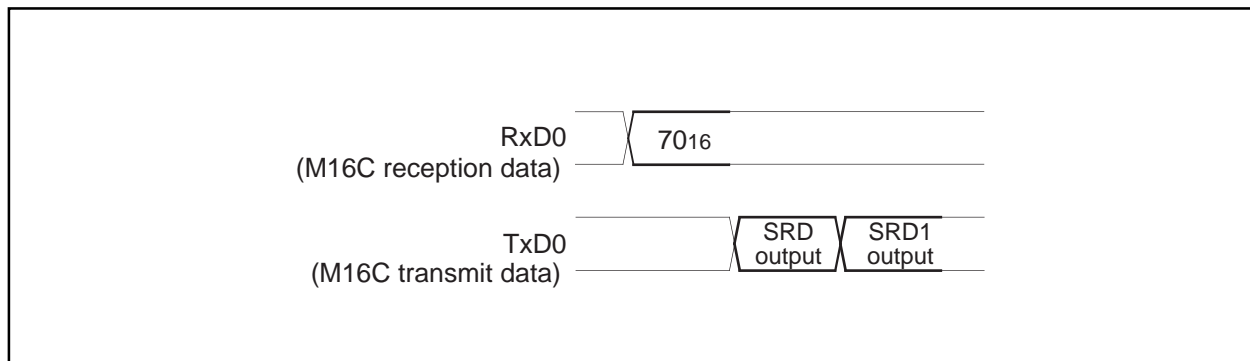 RxD0
(M16C reception data)
7016
TxD0
(M16C transmit data)
SRD
output
SRD1
output